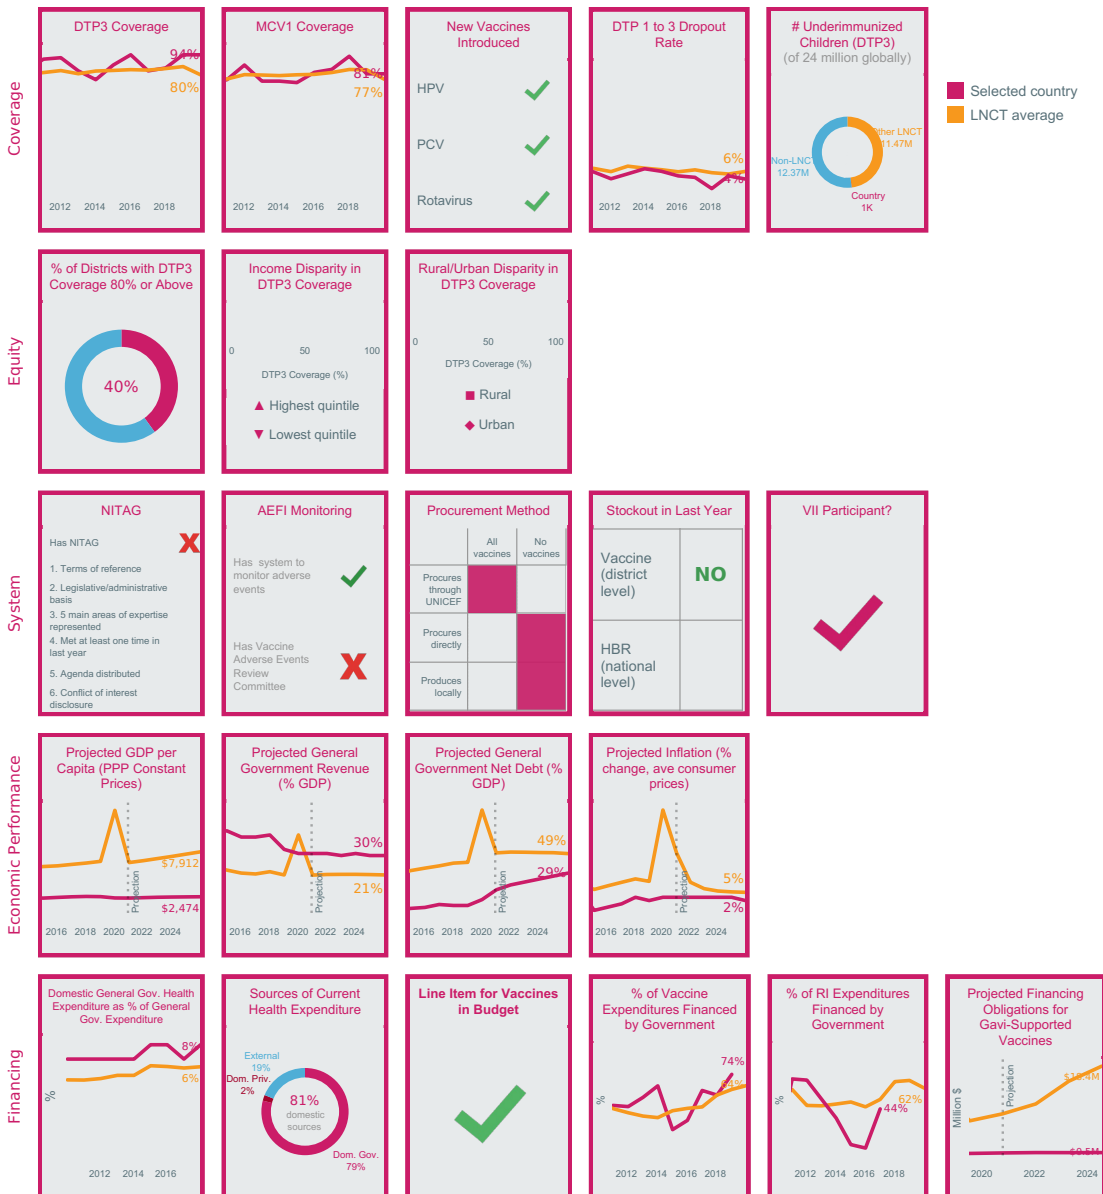 Coverage
DTP3 Coverage
94%
80%
2012 2014 2016 2018
MCV1 Coverage
81%
77%
2012 2014 2016 2018
New Vaccines
Introduced
HPV
PCV
Rotavirus
DTP 1 to 3 Dropout
Rate
6%
4%
2012 2014 2016 2018
# Underimmunized
Children (DTP3)
(of 24 million globally)
Other LNCT
11.47M
Non-LNCT
12.37M
Country
1K
Selected country
LNCT average
Equity
% of Districts with DTP3
Coverage 80% or Above
40%
Income Disparity in
DTP3 Coverage
0 50 100
DTP3 Coverage (%)
Highest quintile
Lowest quintile
Rural/Urban Disparity in
DTP3 Coverage
0 50 100
DTP3 Coverage (%)
Rural
Urban
System
NITAG
Has NITAG
X
1. Terms of reference
2. Legislative/administrative
basis
3. 5 main areas of expertise
represented
4. Met at least one time in
last year
5. Agenda distributed
6. Conflict of interest
disclosure
AEFI Monitoring
Has system to
monitor adverse
events
Has Vaccine
Adverse Events
Review
Committee
X
Procurement Method
All
vaccines
No
vaccines
Procures
through
UNICEF
Procures
directly
Produces
locally
Stockout in Last Year
Vaccine
(district
level)
NO
HBR
(national
level)
VII Participant?
Economic Performance
Projected GDP per
Capita (PPP Constant
Prices)
$7,912
$2,474
Projection
2016 2018 2020 2022 2024
Projected General
Government Revenue
(% GDP)
30%
21%
Projection
2016 2018 2020 2022 2024
Projected General
Government Net Debt (%
GDP)
49%
29%
Projection
2016 2018 2020 2022 2024
Projected Inflation (%
change, ave consumer
prices)
5%
2%
Projection
2016 2018 2020 2022 2024
Financing
Domestic General Gov. Health
Expenditure as % of General
Gov. Expenditure
8%
6%
%
2012 2014 2016
Sources of Current
Health Expenditure
External
19%
Dom. Priv.
2%
81%
domestic
sources
Dom. Gov.
79%
Line Item for Vaccines
in Budget
% of Vaccine
Expenditures Financed
by Government
74%
64%
%
2012 2014 2016 2018
% of RI Expenditures
Financed by
Government
62%
44%
%
2012 2014 2016 2018
Projected Financing
Obligations for
Gavi-Supported
Vaccines
Projection
Million $
2020 2022 2024